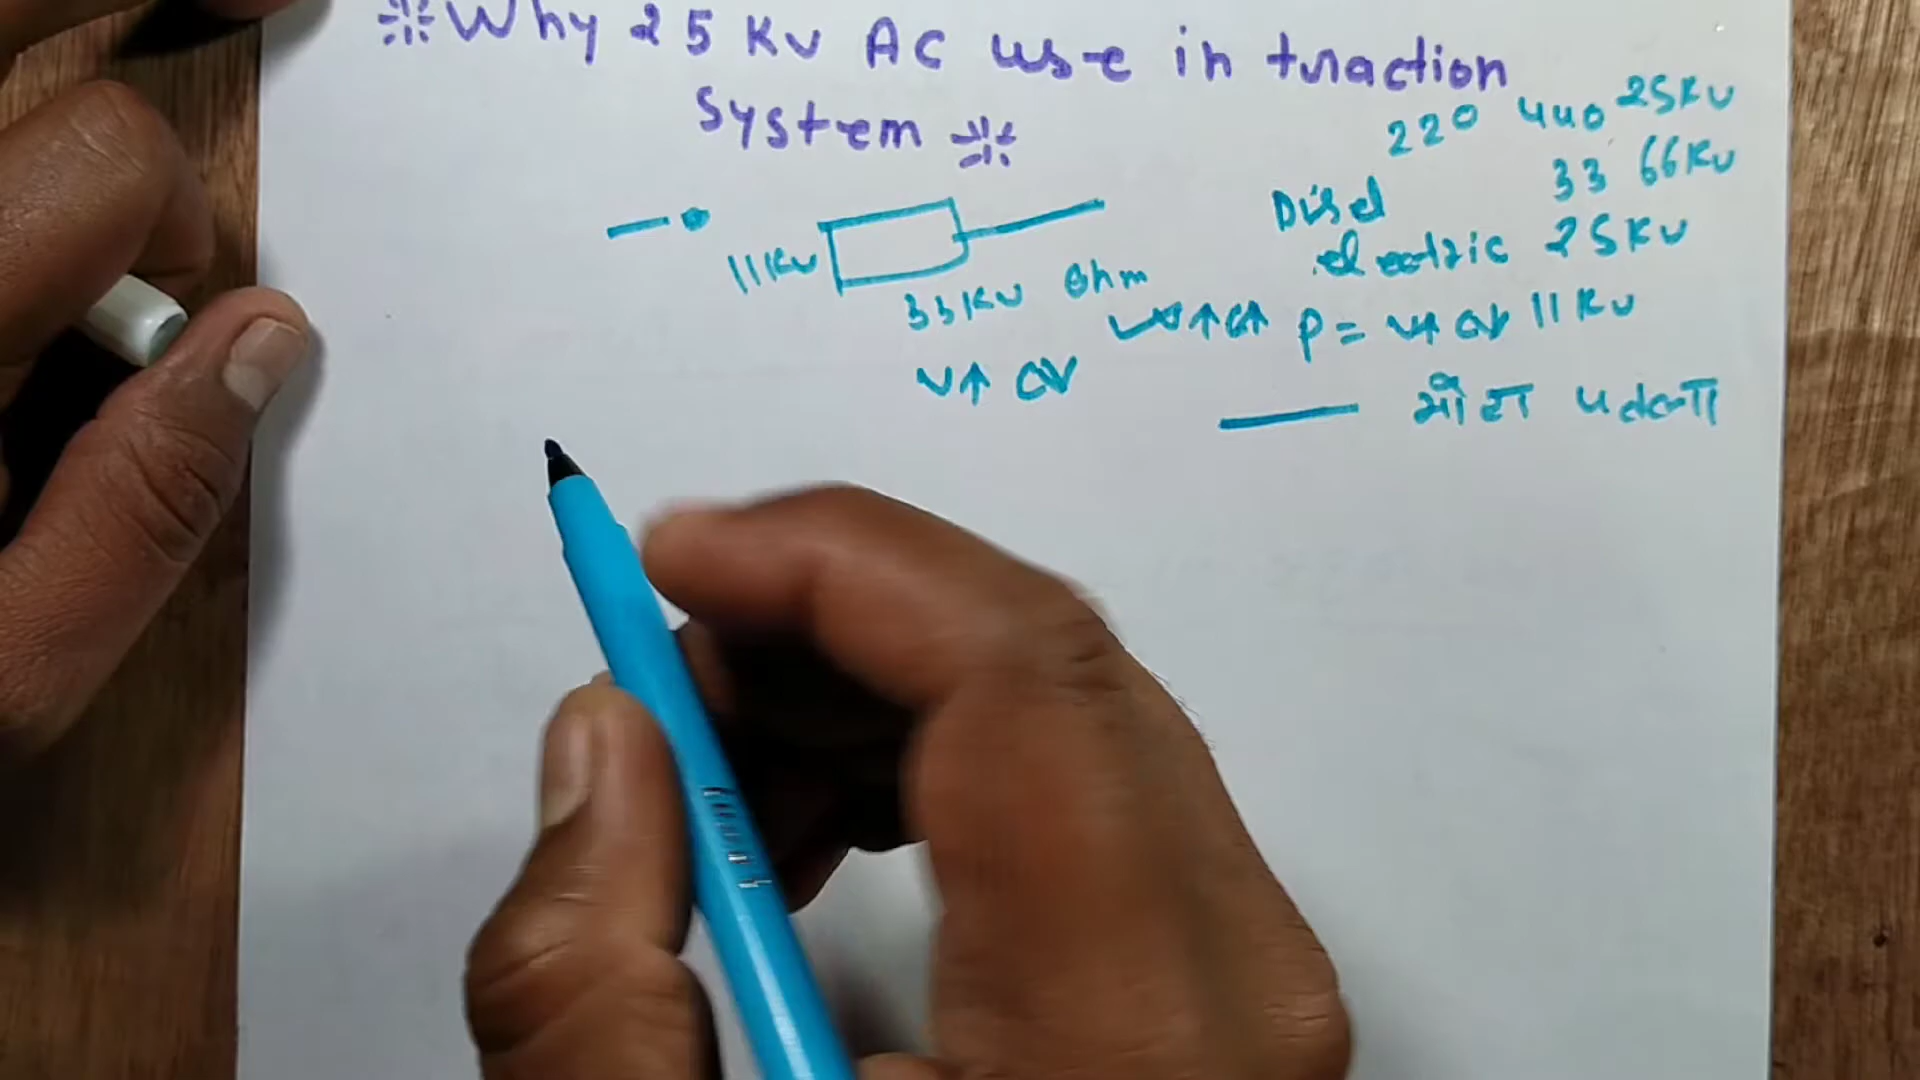 Why 25 KV AC use in traction
System
220 440 25KV
33 66KV
Disel
electric 25KV
11KV
33KV ohm
V↑ C↑ P = V↑ C↓ 11KV
V↑ C↓
मोटा पतला